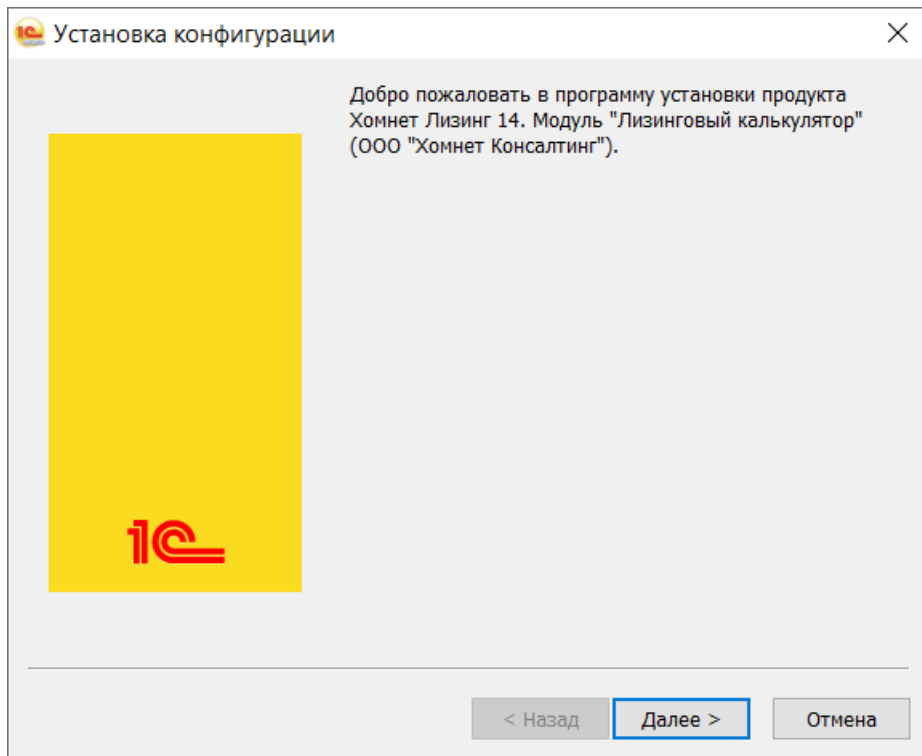 1С Установка конфигурации
Добро пожаловать в программу установки продукта
Хомнет Лизинг 14. Модуль "Лизинговый калькулятор"
(ООО "Хомнет Консалтинг").
1С
< Назад Далее > Отмена